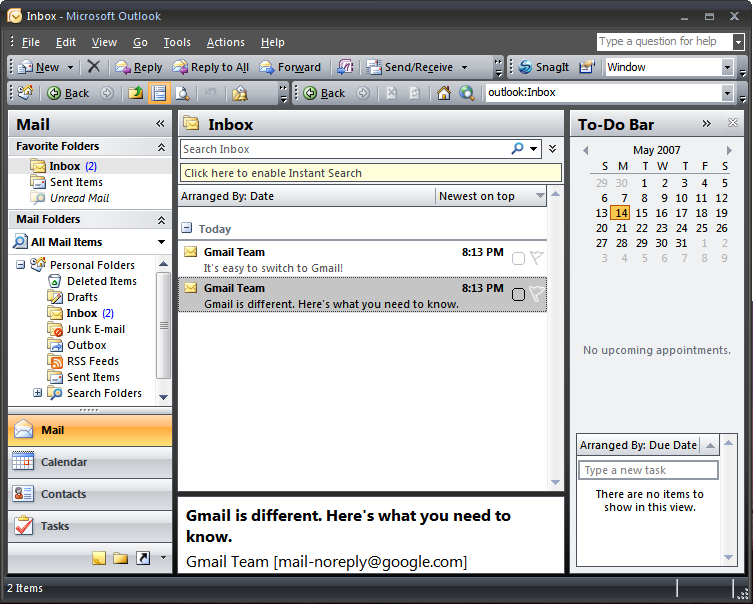 Inbox - Microsoft Outlook
File Edit View Go Tools Actions Help
Type a question for help
New Reply Reply to All Forward Send/Receive SnagIt Window
Back Back outlook:Inbox
Mail
Favorite Folders
Inbox (2)
Sent Items
Unread Mail
Mail Folders
All Mail Items
Personal Folders
Deleted Items
Drafts
Inbox (2)
Junk E-mail
Outbox
RSS Feeds
Sent Items
Search Folders
Mail
Calendar
Contacts
Tasks
Inbox
Search Inbox
Click here to enable Instant Search
Arranged By: Date Newest on top
Today
Gmail Team 8:13 PM
It's easy to switch to Gmail!
Gmail Team 8:13 PM
Gmail is different. Here's what you need to know.
Gmail is different. Here's what you need to
know.
Gmail Team [mail-noreply@google.com]
To-Do Bar
May 2007
S M T W T F S
29 30 1 2 3 4 5
6 7 8 9 10 11 12
13 14 15 16 17 18 19
20 21 22 23 24 25 26
27 28 29 30 31 1 2
3 4 5 6 7 8 9
No upcoming appointments.
Arranged By: Due Date
Type a new task
There are no items to
show in this view.
2 Items